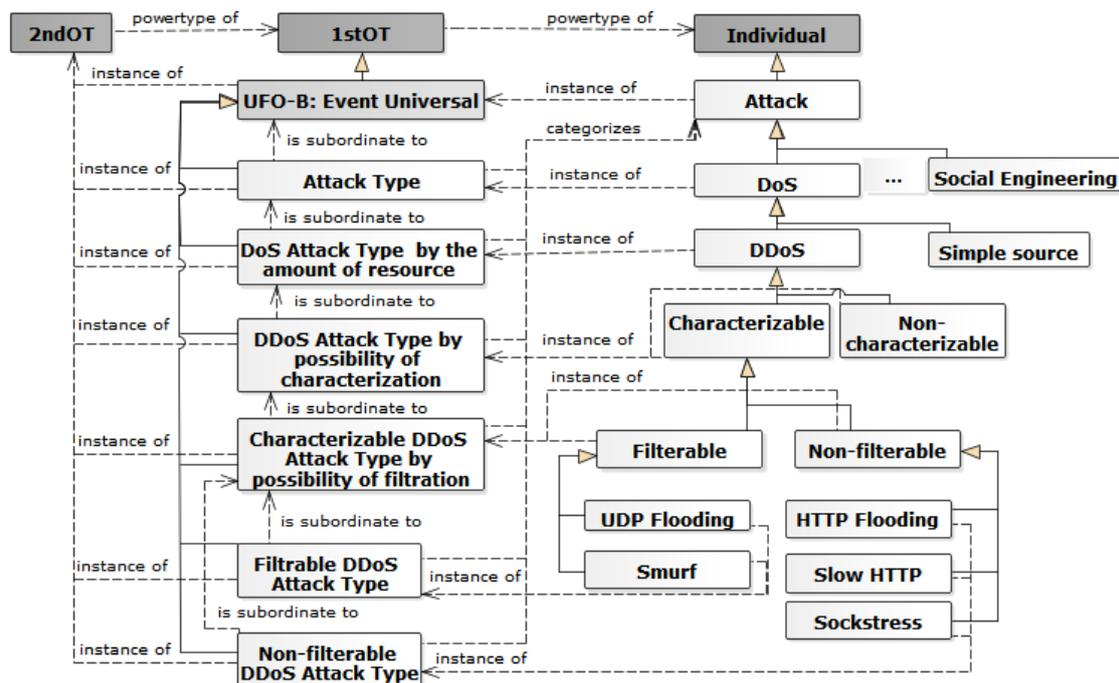 2ndOT
powertype of
1stOT
powertype of
Individual
instance of
UFO-B: Event Universal
instance of
Attack
is subordinate to
categorizes
instance of
Attack Type
instance of
DoS
...
Social Engineering
is subordinate to
instance of
DoS Attack Type by the
amount of resource
instance of
DDoS
Simple source
is subordinate to
instance of
DDoS Attack Type by
possibility of
characterization
instance of
Characterizable
Non-
characterizable
is subordinate to
instance of
instance of
Characterizable DDoS
Attack Type by
possibility of filtration
Filterable
Non-filterable
is subordinate to
UDP Flooding
HTTP Flooding
instance of
Filtrable DDoS
Attack Type
instance of
Smurf
Slow HTTP
is subordinate to
Sockstress
instance of
Non-filterable
DDoS Attack Type
instance of